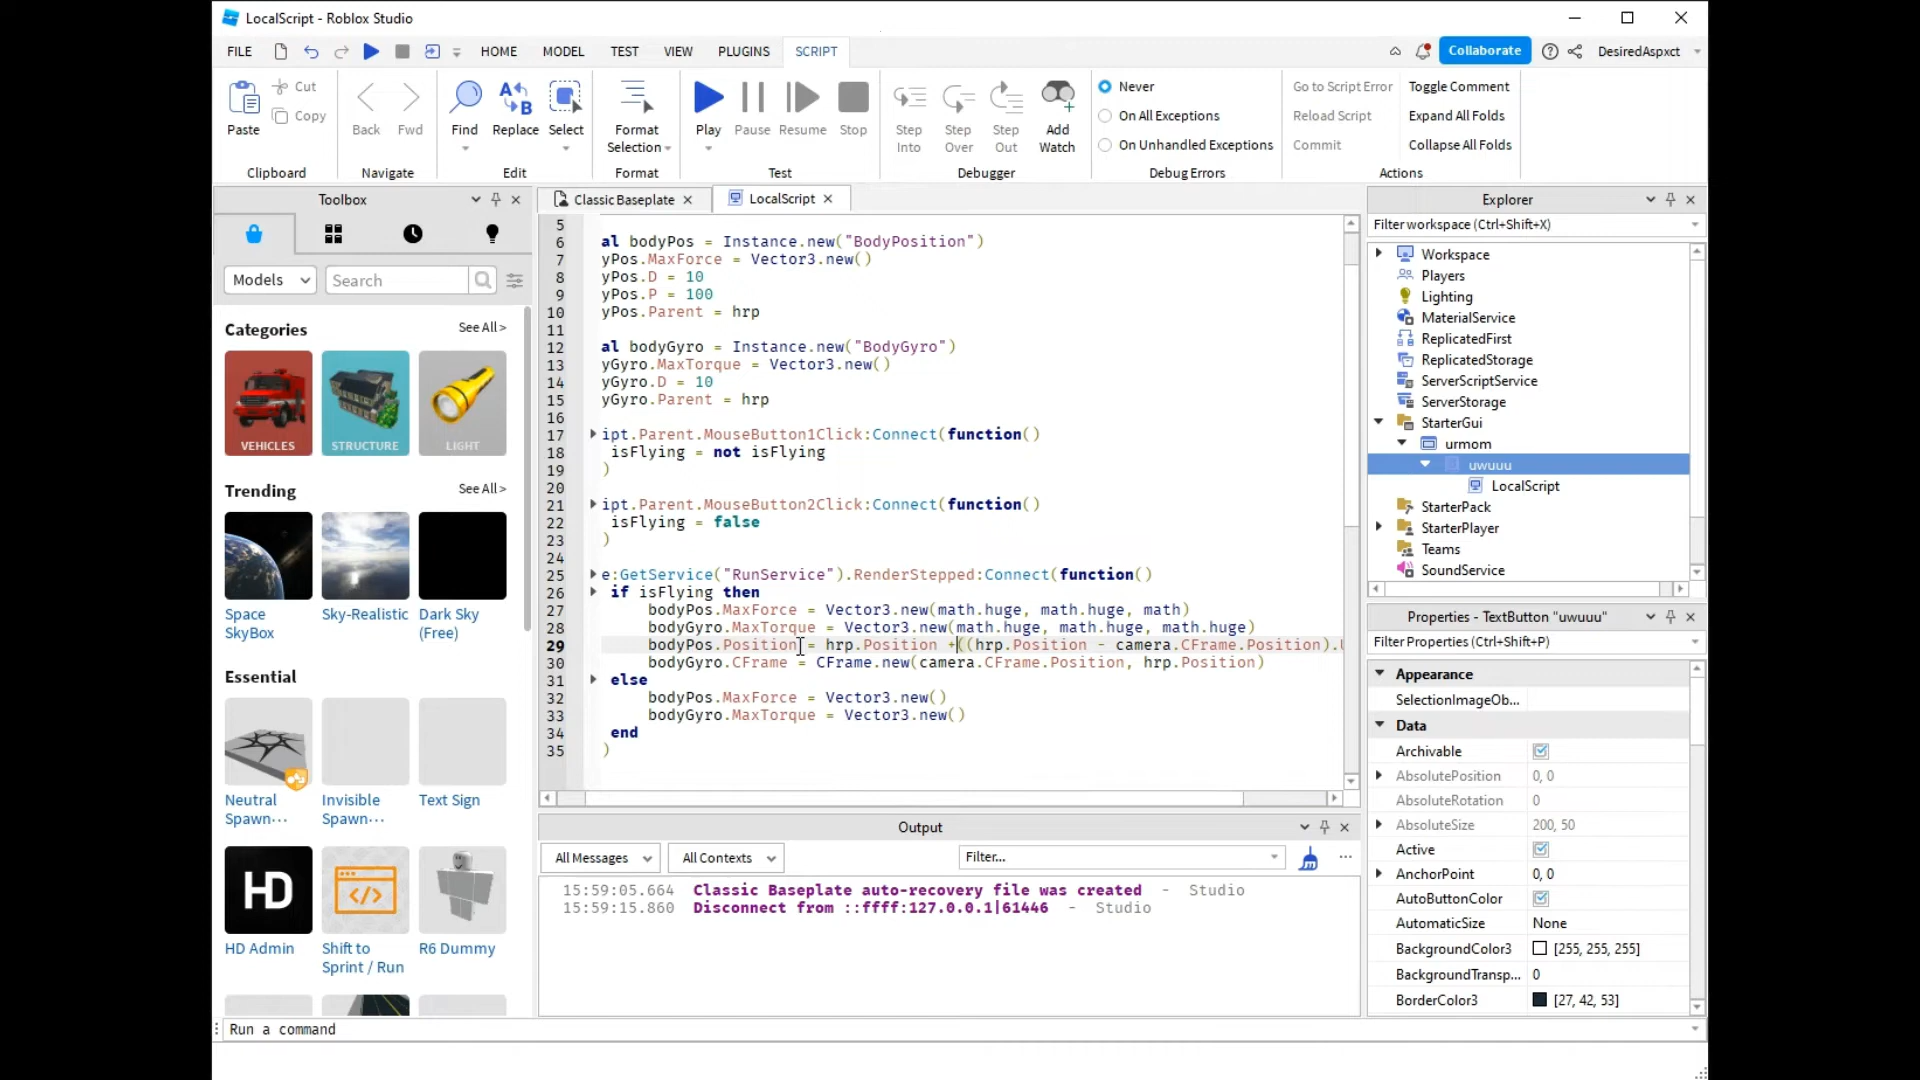 LocalScript - Roblox Studio
FILE HOME MODEL TEST VIEW PLUGINS SCRIPT Collaborate DesiredAspxct
Paste Cut Copy
Clipboard
Back Fwd
Navigate
Find Replace Select
Edit
Format Selection
Format
Play Pause Resume Stop
Test
Step Into Step Over Step Out Add Watch
Debugger
Never
On All Exceptions
On Unhandled Exceptions
Debug Errors
Go to Script Error Toggle Comment
Reload Script Expand All Folds
Commit Collapse All Folds
Actions
Toolbox
Models Search
Categories See All >
VEHICLES STRUCTURE LIGHT
Trending See All >
Space SkyBox
Sky-Realistic
Dark Sky (Free)
Essential
Neutral Spawn···
Invisible Spawn···
Text Sign
HD
HD Admin
Shift to Sprint / Run
R6 Dummy
Classic Baseplate LocalScript
5
6 al bodyPos = Instance.new("BodyPosition")
7 yPos.MaxForce = Vector3.new()
8 yPos.D = 10
9 yPos.P = 100
10 yPos.Parent = hrp
11
12 al bodyGyro = Instance.new("BodyGyro")
13 yGyro.MaxTorque = Vector3.new()
14 yGyro.D = 10
15 yGyro.Parent = hrp
16
17 ipt.Parent.MouseButton1Click:Connect(function()
18 isFlying = not isFlying
19 )
20
21 ipt.Parent.MouseButton2Click:Connect(function()
22 isFlying = false
23 )
24
25 e:GetService("RunService").RenderStepped:Connect(function()
26 if isFlying then
27 bodyPos.MaxForce = Vector3.new(math.huge, math.huge, math)
28 bodyGyro.MaxTorque = Vector3.new(math.huge, math.huge, math.huge)
29 bodyPos.Position = hrp.Position +((hrp.Position - camera.CFrame.Position).
30 bodyGyro.CFrame = CFrame.new(camera.CFrame.Position, hrp.Position)
31 else
32 bodyPos.MaxForce = Vector3.new()
33 bodyGyro.MaxTorque = Vector3.new()
34 end
35 )
Output
All Messages All Contexts Filter...
15:59:05.664 Classic Baseplate auto-recovery file was created - Studio
15:59:15.860 Disconnect from ::ffff:127.0.0.1|61446 - Studio
Run a command
Explorer
Filter workspace (Ctrl+Shift+X)
Workspace
Players
Lighting
MaterialService
ReplicatedFirst
ReplicatedStorage
ServerScriptService
ServerStorage
StarterGui
urmom
uwuuu
LocalScript
StarterPack
StarterPlayer
Teams
SoundService
Properties - TextButton "uwuuu"
Filter Properties (Ctrl+Shift+P)
Appearance
SelectionImageOb...
Data
Archivable
AbsolutePosition 0, 0
AbsoluteRotation 0
AbsoluteSize 200, 50
Active
AnchorPoint 0, 0
AutoButtonColor
AutomaticSize None
BackgroundColor3 [255, 255, 255]
BackgroundTransp... 0
BorderColor3 [27, 42, 53]